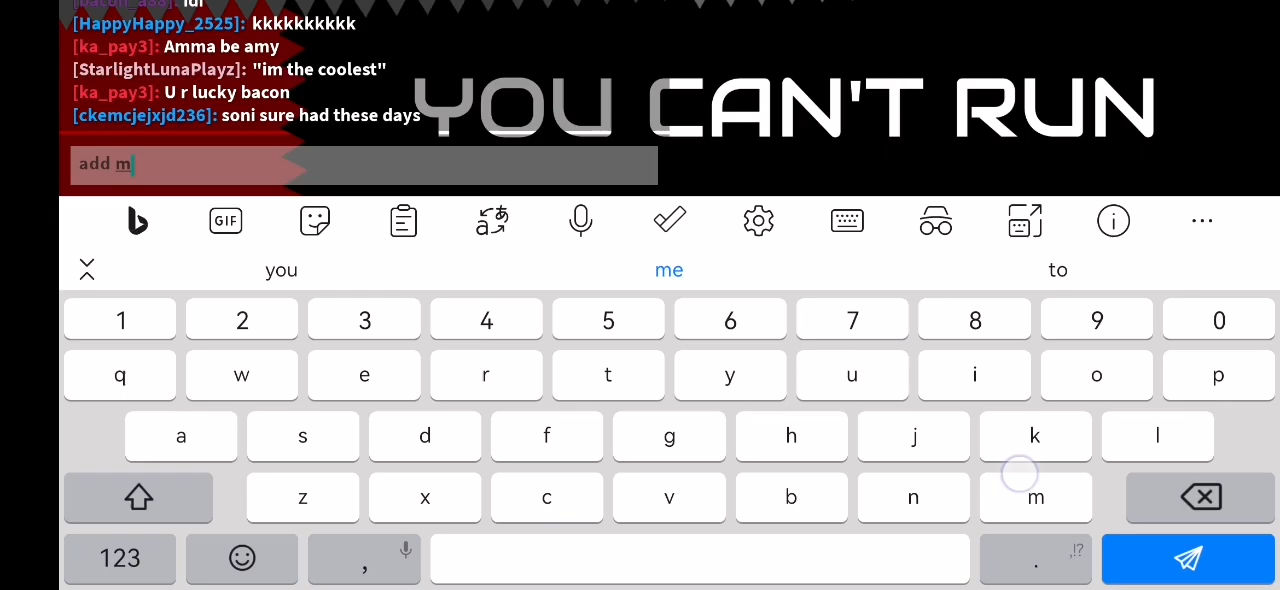 [bacon_a88]: idi
[HappyHappy_2525]: kkkkkkkkkk
[ka_pay3]: Amma be amy
[StarlightLunaPlayz]: "im the coolest"
[ka_pay3]: U r lucky bacon
[ckemcjejxjd236]: soni sure had these days
YOU CAN'T RUN
add m
GIF
you me to
1 2 3 4 5 6 7 8 9 0
q w e r t y u i o p
a s d f g h j k l
z x c v b n m
123 , . ,!?